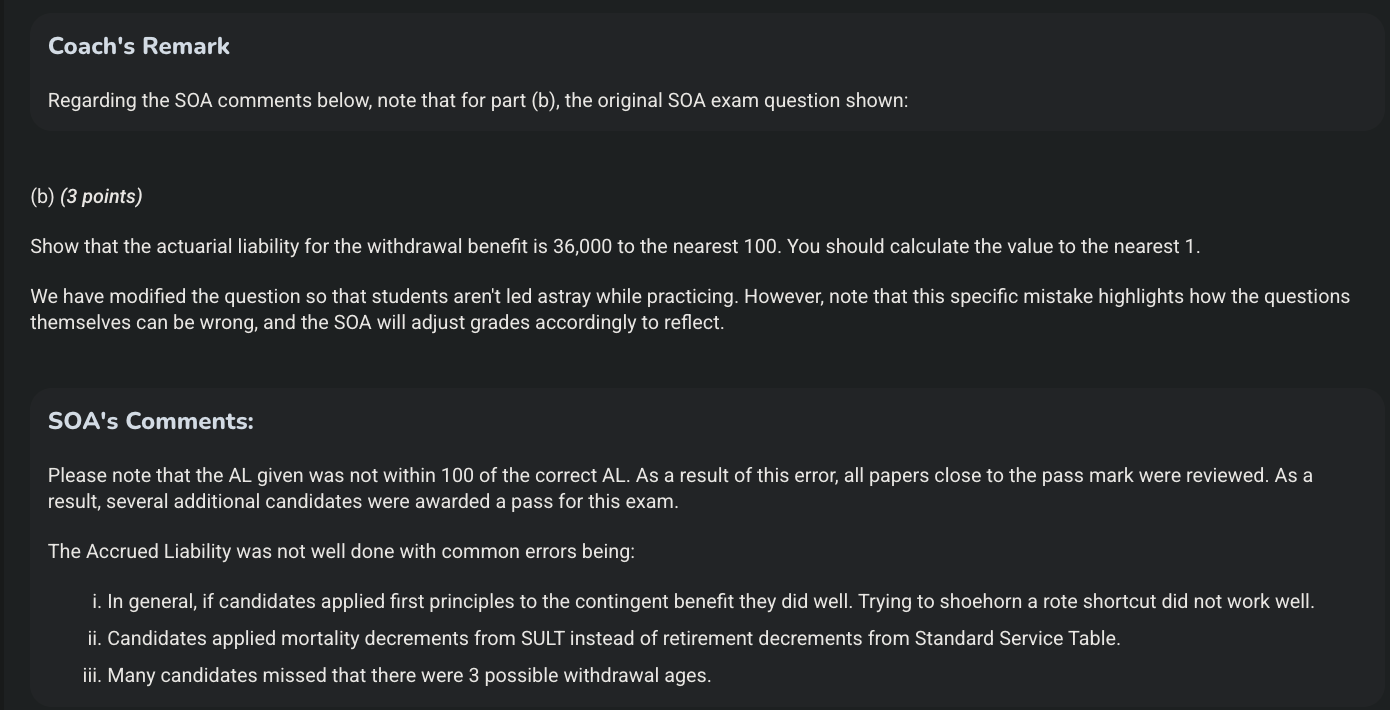 Coach's Remark
Regarding the SOA comments below, note that for part (b), the original SOA exam question shown:
(b) (3 points)
Show that the actuarial liability for the withdrawal benefit is 36,000 to the nearest 100. You should calculate the value to the nearest 1.
We have modified the question so that students aren't led astray while practicing. However, note that this specific mistake highlights how the questions
themselves can be wrong, and the SOA will adjust grades accordingly to reflect.
SOA's Comments:
Please note that the AL given was not within 100 of the correct AL. As a result of this error, all papers close to the pass mark were reviewed. As a
result, several additional candidates were awarded a pass for this exam.
The Accrued Liability was not well done with common errors being:
i. In general, if candidates applied first principles to the contingent benefit they did well. Trying to shoehorn a rote shortcut did not work well.
ii. Candidates applied mortality decrements from SULT instead of retirement decrements from Standard Service Table.
iii. Many candidates missed that there were 3 possible withdrawal ages.